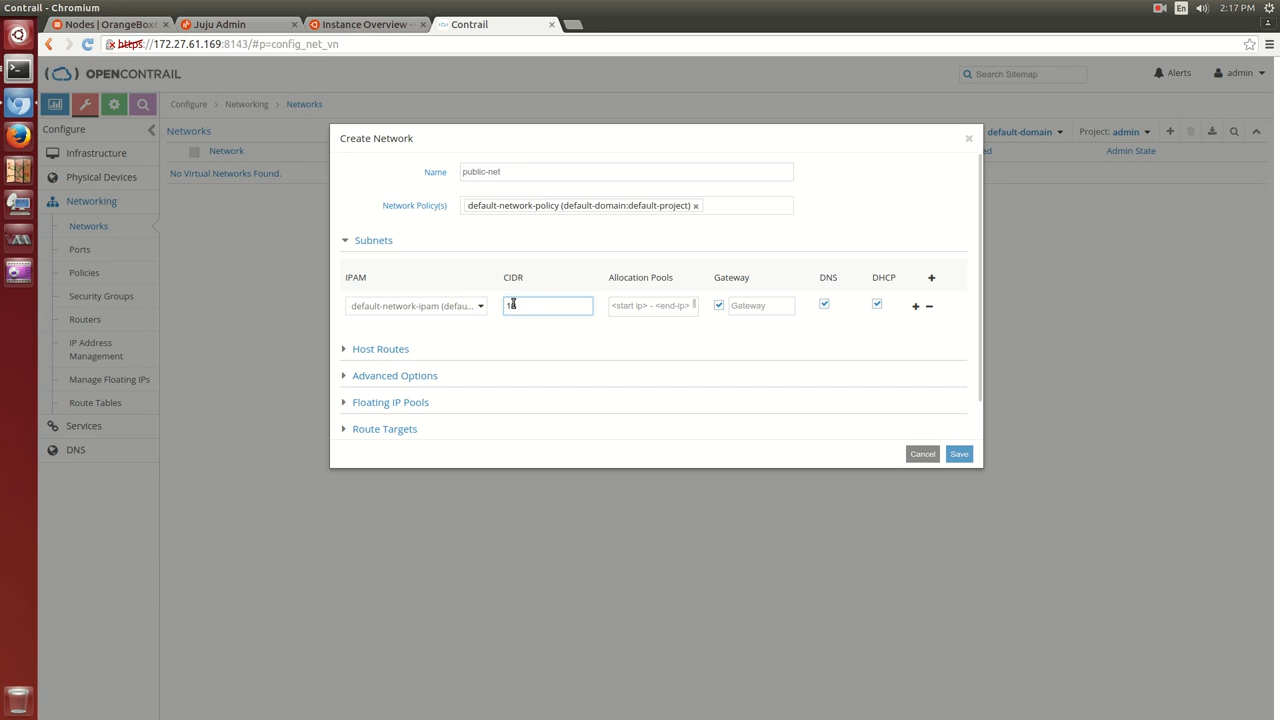 Contrail - Chromium
En
2:17 PM
Nodes | OrangeBox
Juju Admin
Instance Overview -
Contrail
https://172.27.61.169:8143/#p=config_net_vn
OPENCONTRAIL
Search Sitemap
Alerts
admin
Configure
Networking
Networks
Configure
Infrastructure
Physical Devices
Networking
Networks
Ports
Policies
Security Groups
Routers
IP Address
Management
Manage Floating IPs
Route Tables
Services
DNS
Networks
default-domain
Project: admin
Network
Admin State
No Virtual Networks Found.
Create Network
Name
public-net
Network Policy(s)
default-network-policy (default-domain:default-project)
Subnets
IPAM
CIDR
Allocation Pools
Gateway
DNS
DHCP
default-network-ipam (defau...
<start ip> - <end-ip>
Gateway
Host Routes
Advanced Options
Floating IP Pools
Route Targets
Cancel
Save